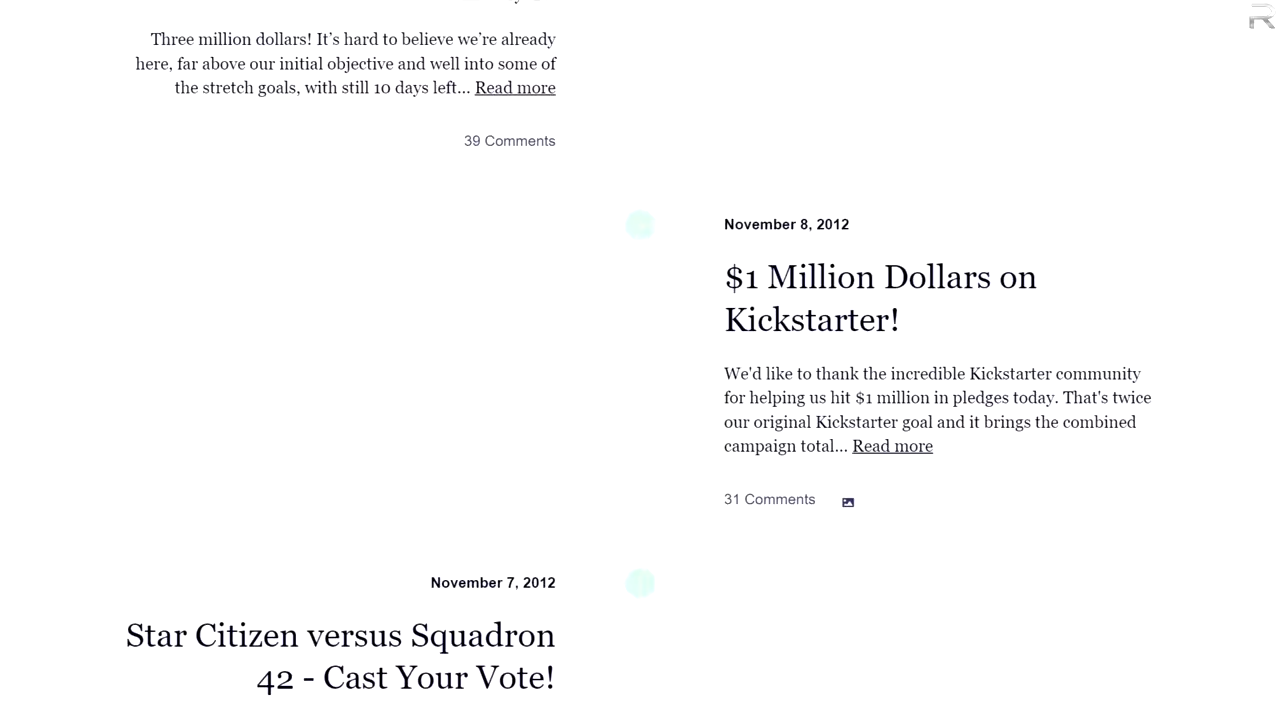 Three million dollars! It’s hard to believe we’re already
here, far above our initial objective and well into some of
the stretch goals, with still 10 days left... Read more
39 Comments
November 8, 2012
$1 Million Dollars on
Kickstarter!
We'd like to thank the incredible Kickstarter community
for helping us hit $1 million in pledges today. That's twice
our original Kickstarter goal and it brings the combined
campaign total... Read more
31 Comments
November 7, 2012
Star Citizen versus Squadron
42 - Cast Your Vote!
R